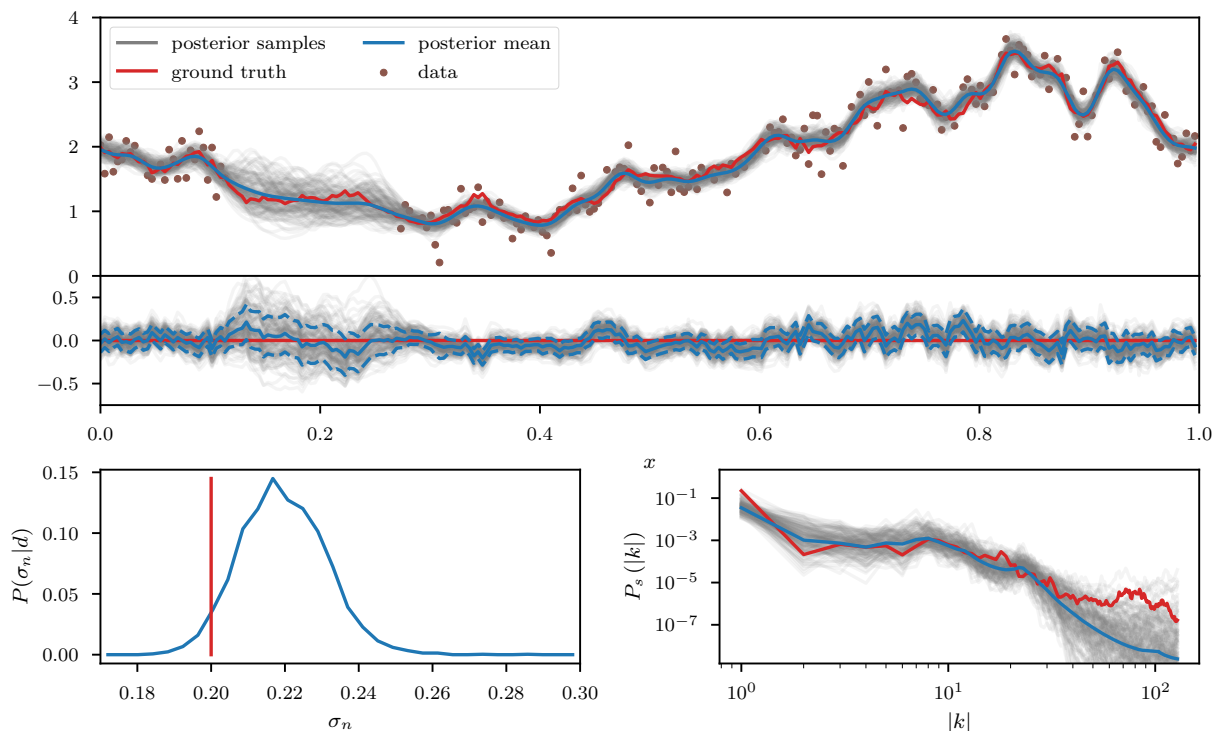 4
3
2
1
0
posterior samples
ground truth
posterior mean
data
0.5
0.0
−0.5
0.0 0.2 0.4 0.6 0.8 1.0
x
0.15
0.10
0.05
0.00
P(σₙ|d)
0.18 0.20 0.22 0.24 0.26 0.28 0.30
σₙ
10⁻¹
10⁻³
10⁻⁵
10⁻⁷
Pₛ(|k|)
10⁰ 10¹ 10²
|k|